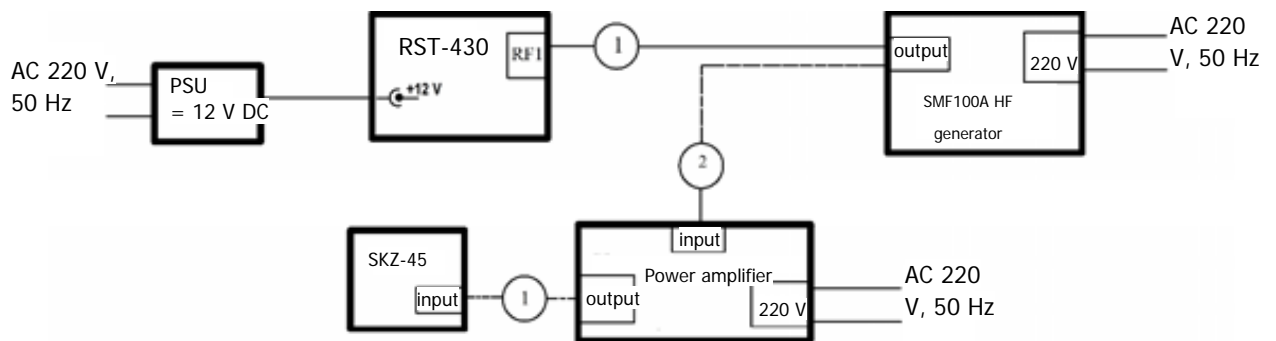 AC 220 V,
50 Hz
PSU
= 12 V DC
RST-430
RF1
+12 V
1
output
220 V
SMF100A HF
generator
AC 220
V, 50 Hz
2
SKZ-45
input
1
input
Power amplifier
output
220 V
AC 220
V, 50 Hz